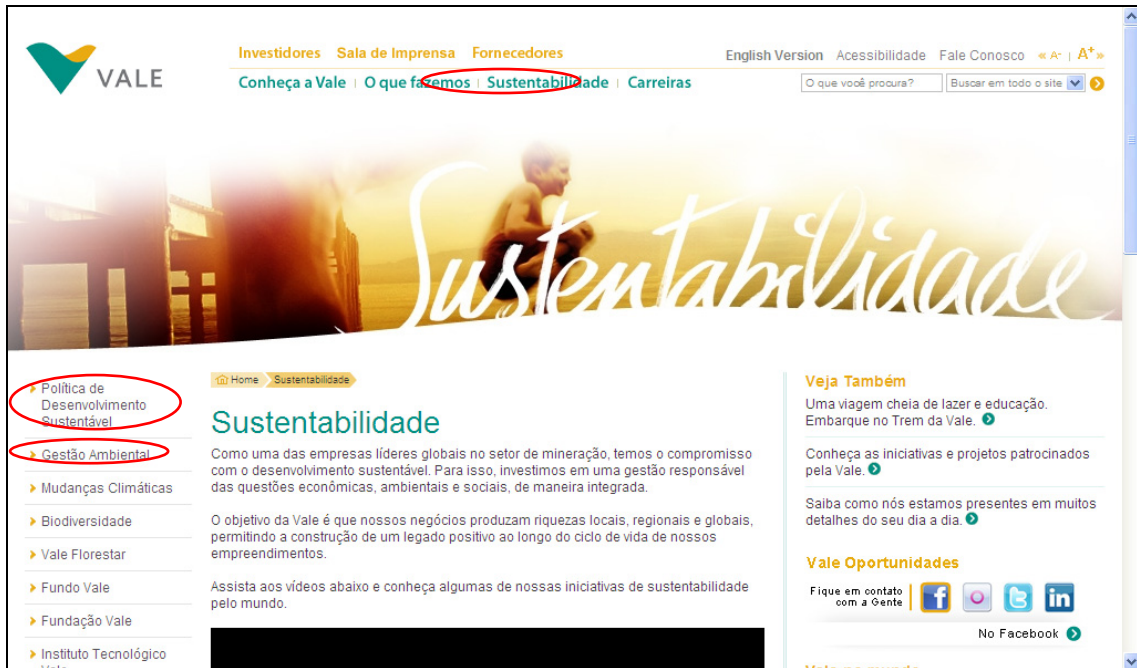 VALE
Investidores Sala de Imprensa Fornecedores
English Version Acessibilidade Fale Conosco « A- | A+ »
Conheça a Vale | O que fazemos | Sustentabilidade | Carreiras
O que você procura? Buscar em todo o site
Sustentabilidade
Política de
Desenvolvimento
Sustentável
Gestão Ambiental
Mudanças Climáticas
Biodiversidade
Vale Florestar
Fundo Vale
Fundação Vale
Instituto Tecnológico
Vale
Home Sustentabilidade
Sustentabilidade
Como uma das empresas líderes globais no setor de mineração, temos o compromisso
com o desenvolvimento sustentável. Para isso, investimos em uma gestão responsável
das questões econômicas, ambientais e sociais, de maneira integrada.
O objetivo da Vale é que nossos negócios produzam riquezas locais, regionais e globais,
permitindo a construção de um legado positivo ao longo do ciclo de vida de nossos
empreendimentos.
Assista aos vídeos abaixo e conheça algumas de nossas iniciativas de sustentabilidade
pelo mundo.
Veja Também
Uma viagem cheia de lazer e educação.
Embarque no Trem da Vale.
Conheça as iniciativas e projetos patrocinados
pela Vale.
Saiba como nós estamos presentes em muitos
detalhes do seu dia a dia.
Vale Oportunidades
Fique em contato
com a Gente
f
in
No Facebook
Vale no mundo